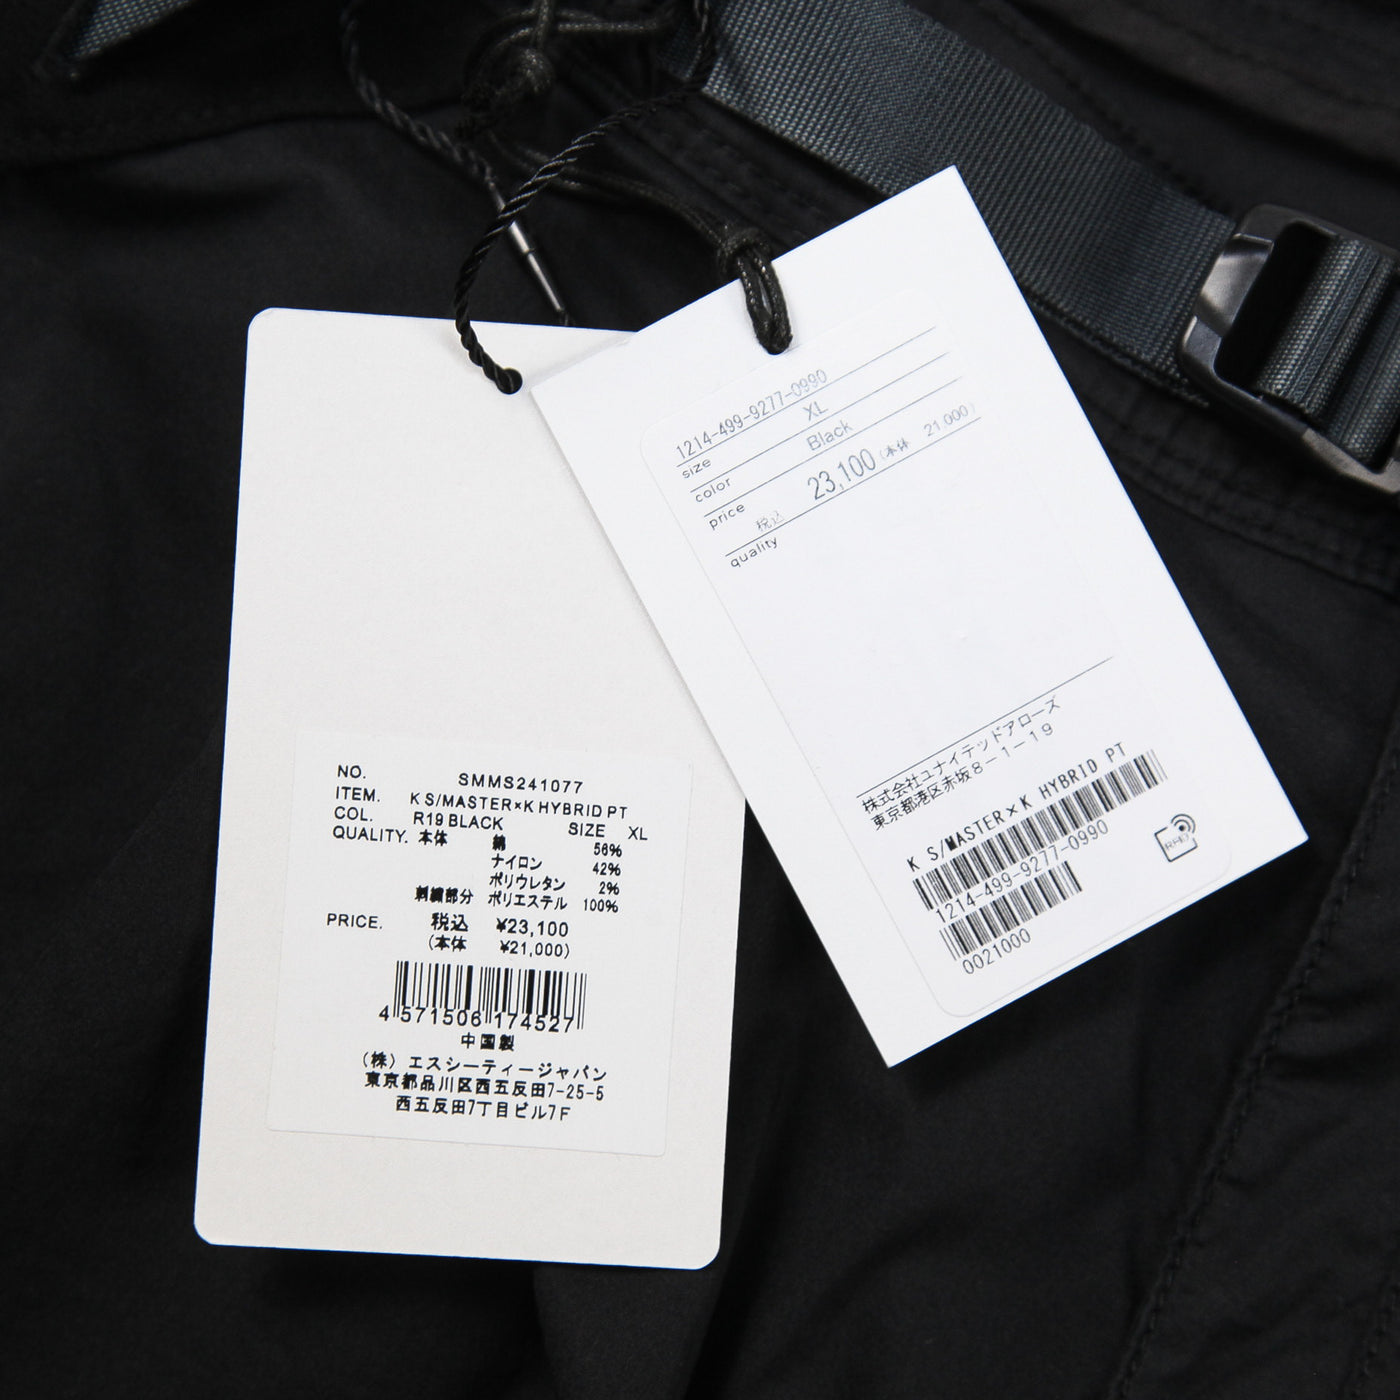 NO. SMMS241077
ITEM. K S/MASTER×K HYBRID PT
COL. R19 BLACK SIZE XL
QUALITY. 本体 綿 56%
ナイロン 42%
ポリウレタン 2%
刺繍部分 ポリエステル 100%
PRICE. 税込 ¥23,100
(本体 ¥21,000)
4 571506 174527
中国製
（株）エスシーティージャパン
東京都品川区西五反田7-25-5
西五反田7丁目ビル7F
1214-499-9277-0990
size XL
color Black
price 23,100 (本体 21,000)
税込
quality
株式会社ユナイテッドアローズ
東京都港区赤坂8-1-19
K S/MASTER×K HYBRID PT
1214-499-9277-0990
0021000